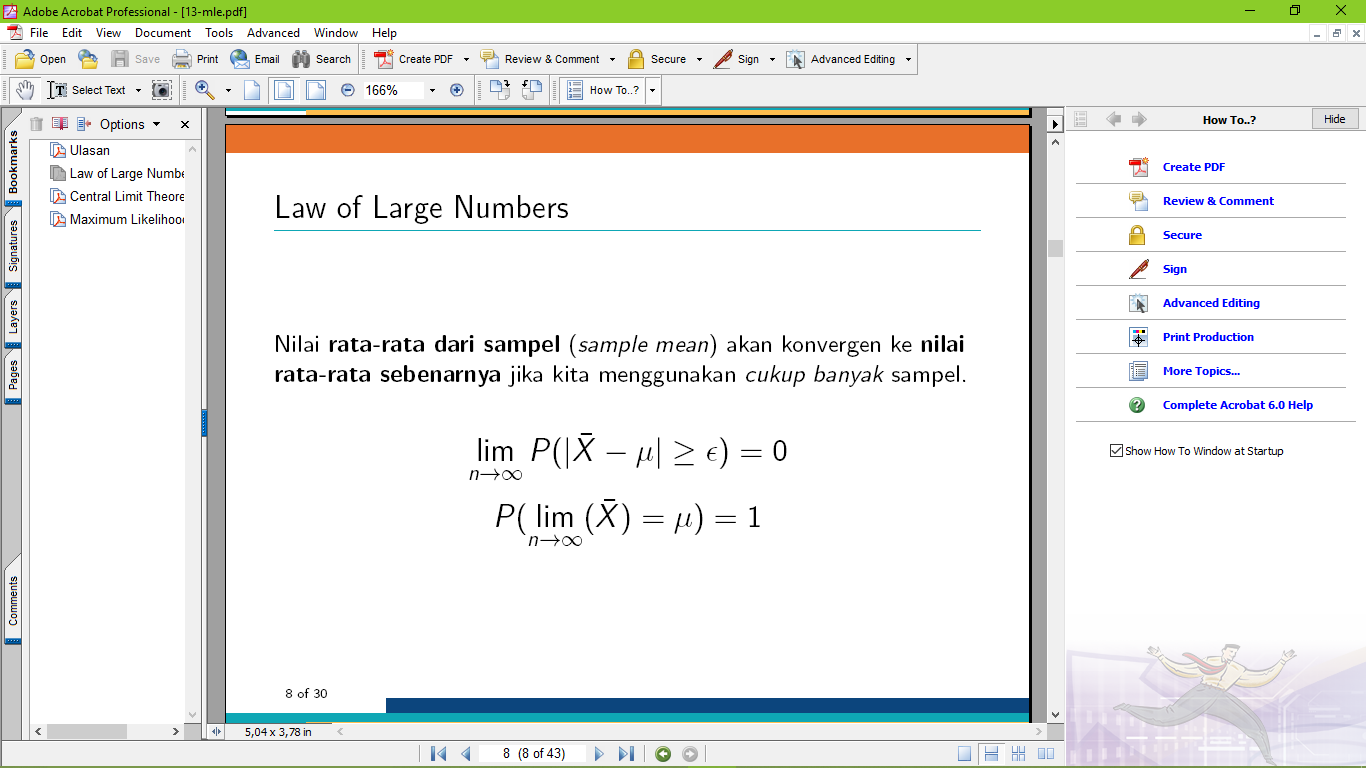 Adobe Acrobat Professional - [13-mle.pdf]
File Edit View Document Tools Advanced Window Help
Open Save Print Email Search Create PDF Review & Comment Secure Sign Advanced Editing
Select Text 166% How To..?
Bookmarks
Signatures
Layers
Pages
Comments
Options
Ulasan
Law of Large Numbe
Central Limit Theore
Maximum Likelihood
Law of Large Numbers
Nilai rata-rata dari sampel (sample mean) akan konvergen ke nilai
rata-rata sebenarnya jika kita menggunakan cukup banyak sampel.
lim n→∞ P(|X̄ − μ| ≥ ϵ) = 0
P( lim n→∞ (X̄) = μ) = 1
8 of 30
5,04 x 3,78 in
8 (8 of 43)
How To..? Hide
Create PDF
Review & Comment
Secure
Sign
Advanced Editing
Print Production
More Topics...
Complete Acrobat 6.0 Help
Show How To Window at Startup